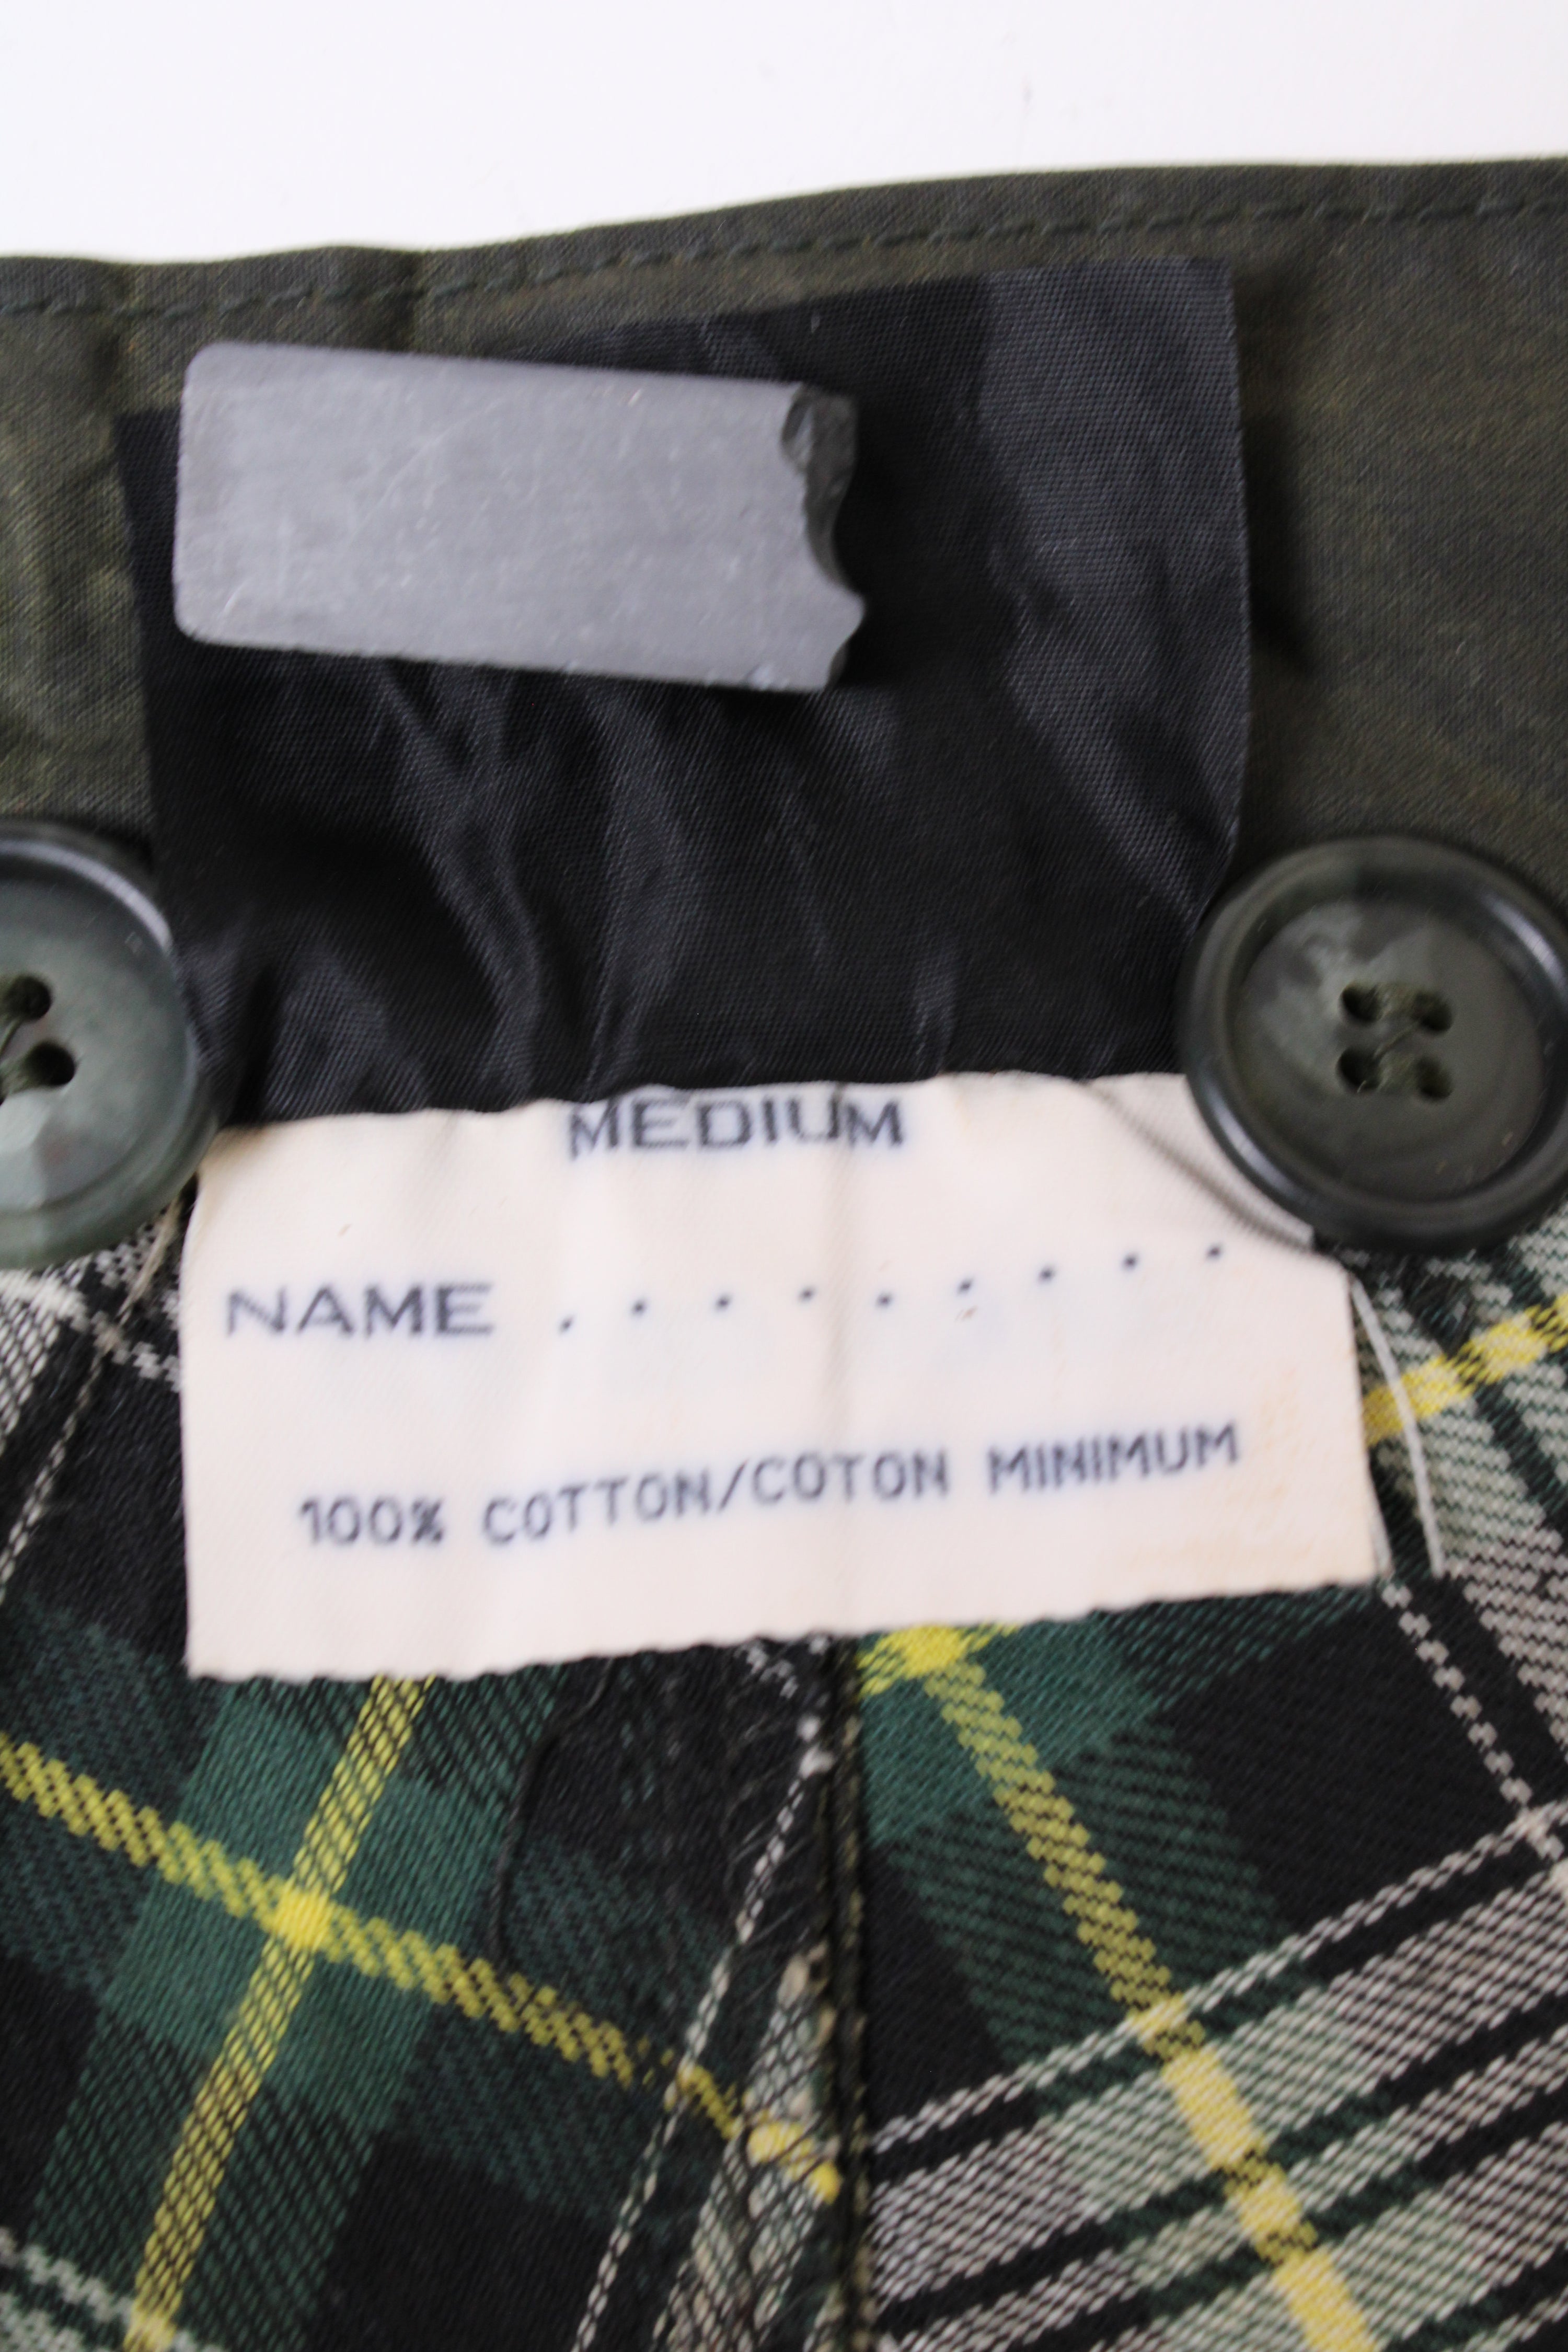 MEDIUM
NAME . . . . . . . . .
100% COTTON/COTON MINIMUM